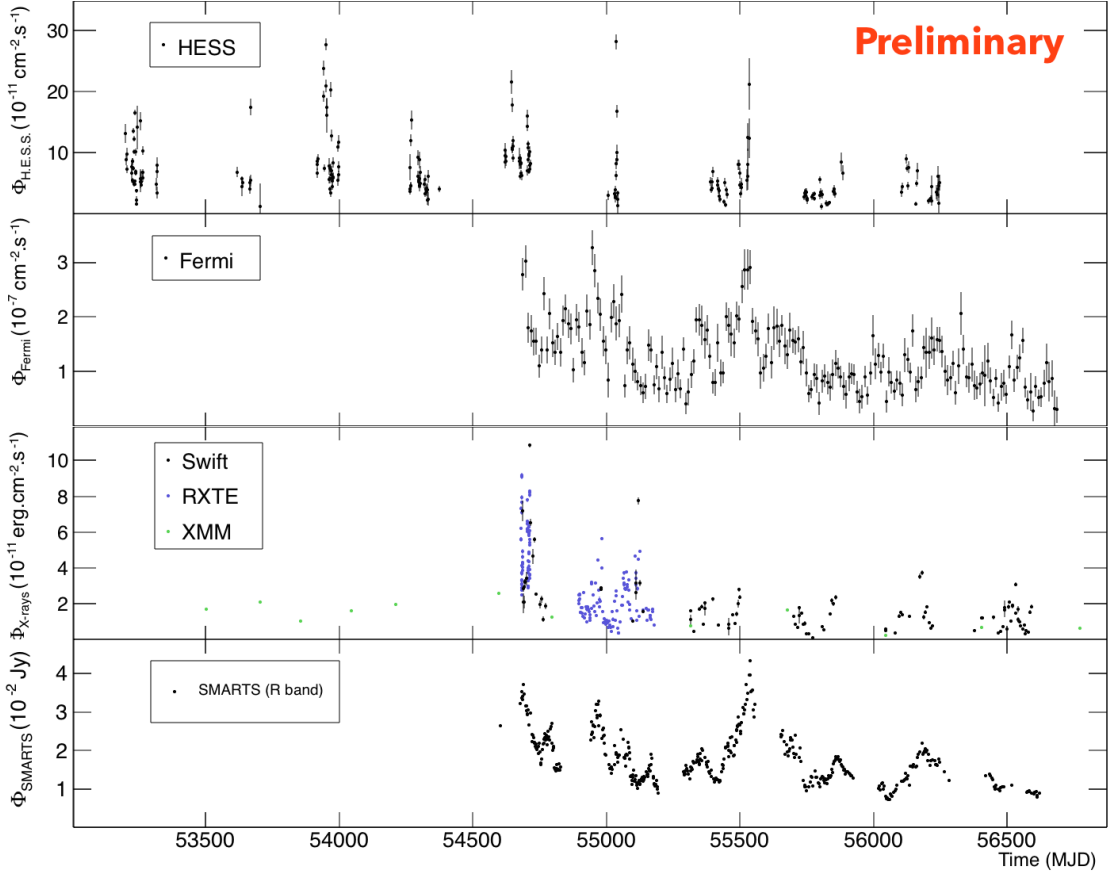 Preliminary
HESS
Φ_H.E.S.S. (10^-11 cm^-2.s^-1)
30
20
10
Fermi
Φ_Fermi (10^-7 cm^-2.s^-1)
3
2
1
Swift
RXTE
XMM
Φ_X-rays (10^-11 erg.cm^-2.s^-1)
10
8
6
4
2
SMARTS (R band)
Φ_SMARTS (10^-2 Jy)
4
3
2
1
53500 54000 54500 55000 55500 56000 56500
Time (MJD)